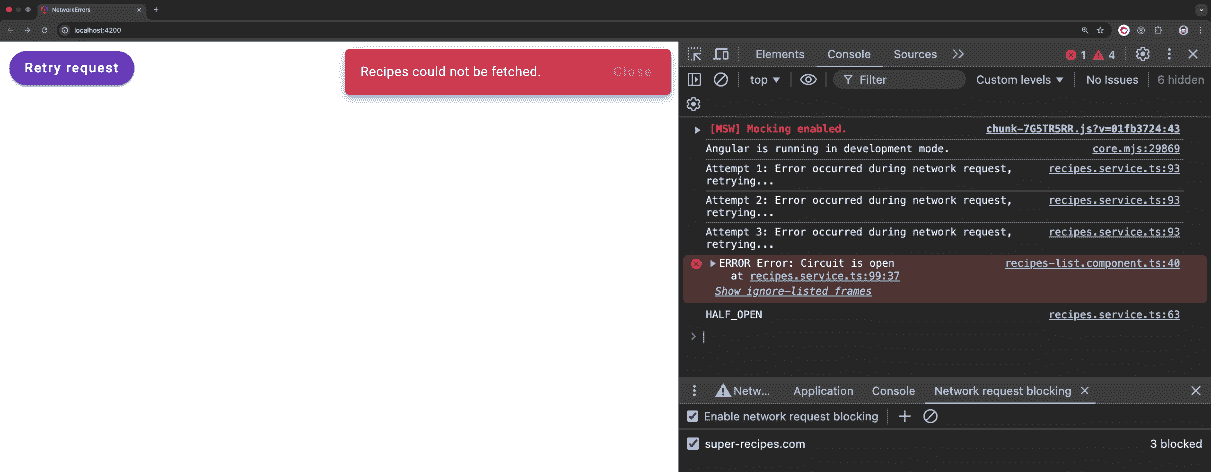 NetworkErrors
localhost:4200
Retry request
Recipes could not be fetched.
Close
Elements
Console
Sources
1
4
top
Filter
Custom levels
No Issues
6 hidden
[MSW] Mocking enabled. chunk-7G5TR5RR.js?v=01fb3724:43
Angular is running in development mode. core.mjs:29869
Attempt 1: Error occurred during network request, recipes.service.ts:93
retrying...
Attempt 2: Error occurred during network request, recipes.service.ts:93
retrying...
Attempt 3: Error occurred during network request, recipes.service.ts:93
retrying...
ERROR Error: Circuit is open recipes-list.component.ts:40
at recipes.service.ts:99:37
Show ignore-listed frames
HALF_OPEN recipes.service.ts:63
Netw...
Application
Console
Network request blocking
Enable network request blocking
super-recipes.com
3 blocked